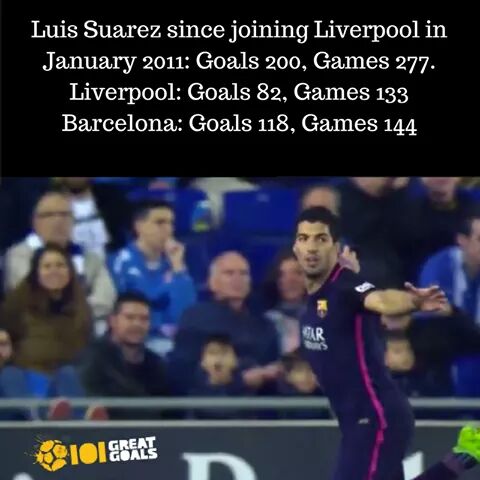 Luis Suarez since joining Liverpool in
January 2011: Goals 200, Games 277.
Liverpool: Goals 82, Games 133
Barcelona: Goals 118, Games 144
QATAR
101 GREAT
GOALS